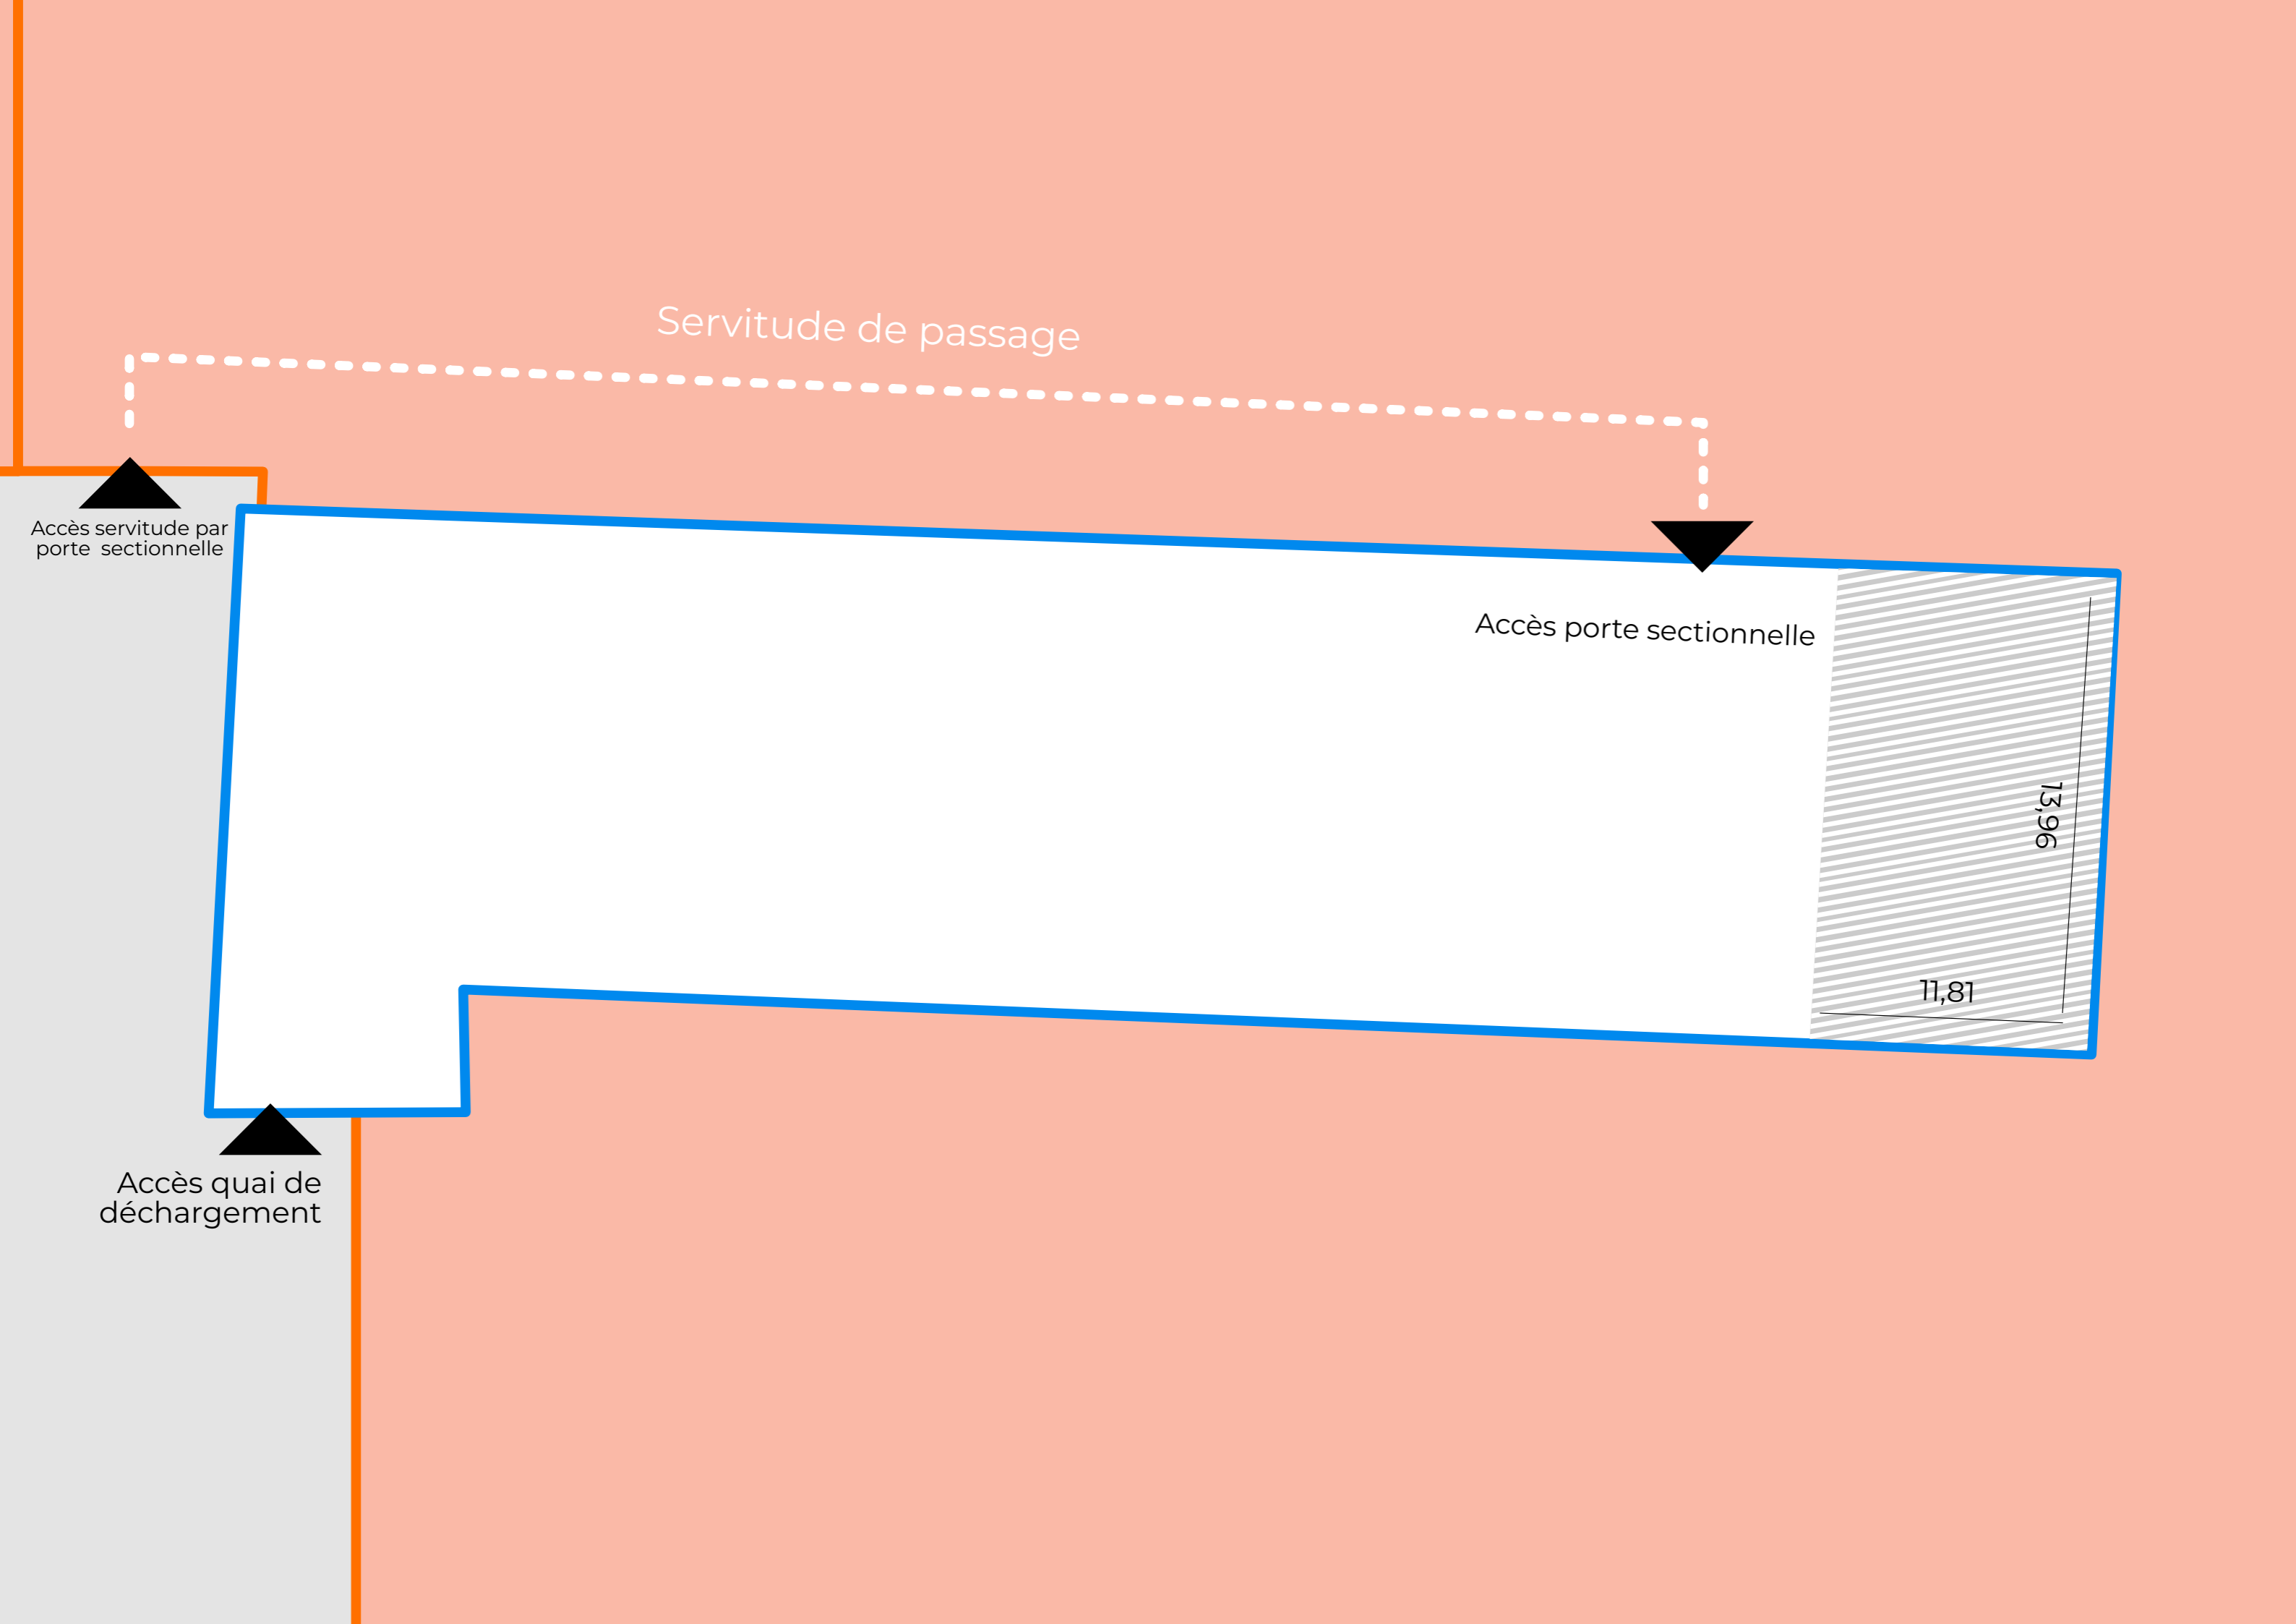 Servitude de passage
Accès servitude par
porte sectionnelle
Accès porte sectionnelle
13,96
11,81
Accès quai de
déchargement